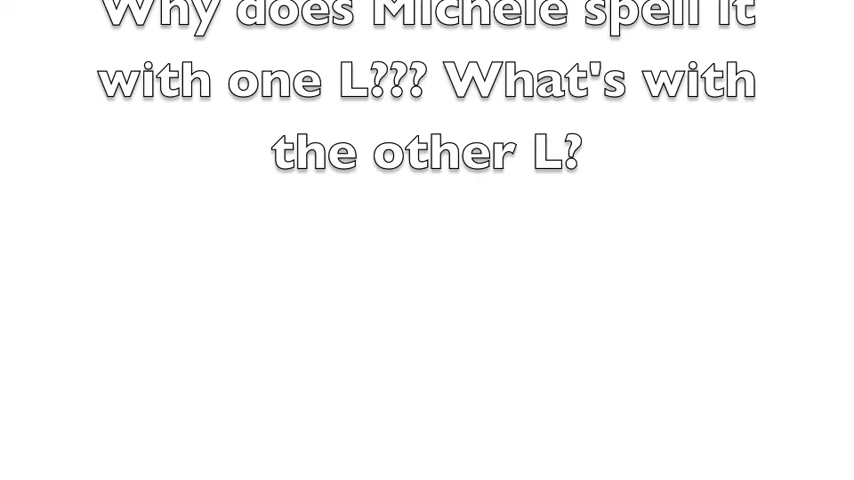 Why does Michele spell it
with one L??? What's with
the other L?